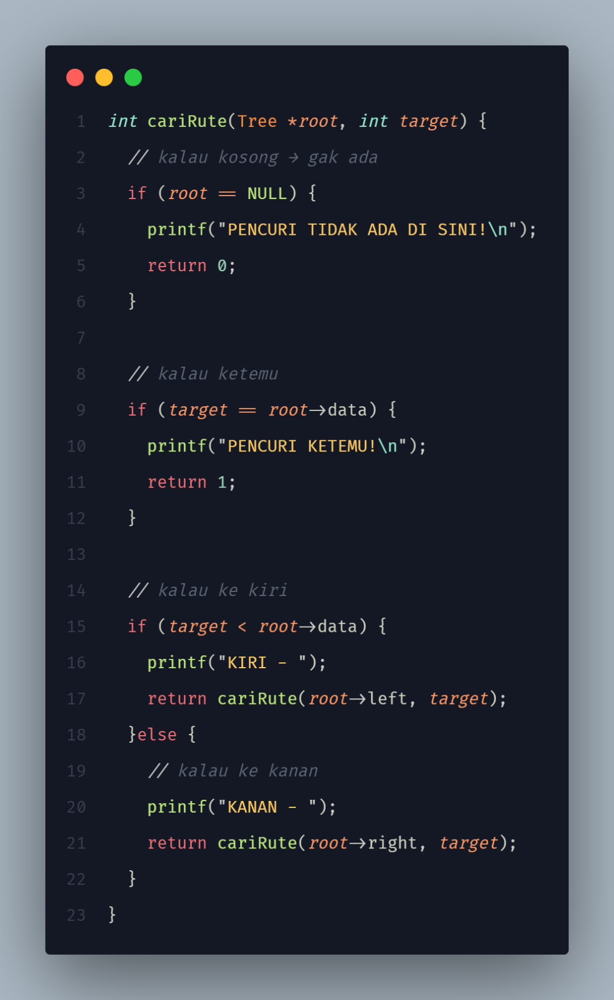 1 int cariRute(Tree *root, int target) {
2 // kalau kosong -> gak ada
3 if (root == NULL) {
4 printf("PENCURI TIDAK ADA DI SINI!\n");
5 return 0;
6 }
7
8 // kalau ketemu
9 if (target == root->data) {
10 printf("PENCURI KETEMU!\n");
11 return 1;
12 }
13
14 // kalau ke kiri
15 if (target < root->data) {
16 printf("KIRI - ");
17 return cariRute(root->left, target);
18 }else {
19 // kalau ke kanan
20 printf("KANAN - ");
21 return cariRute(root->right, target);
22 }
23 }